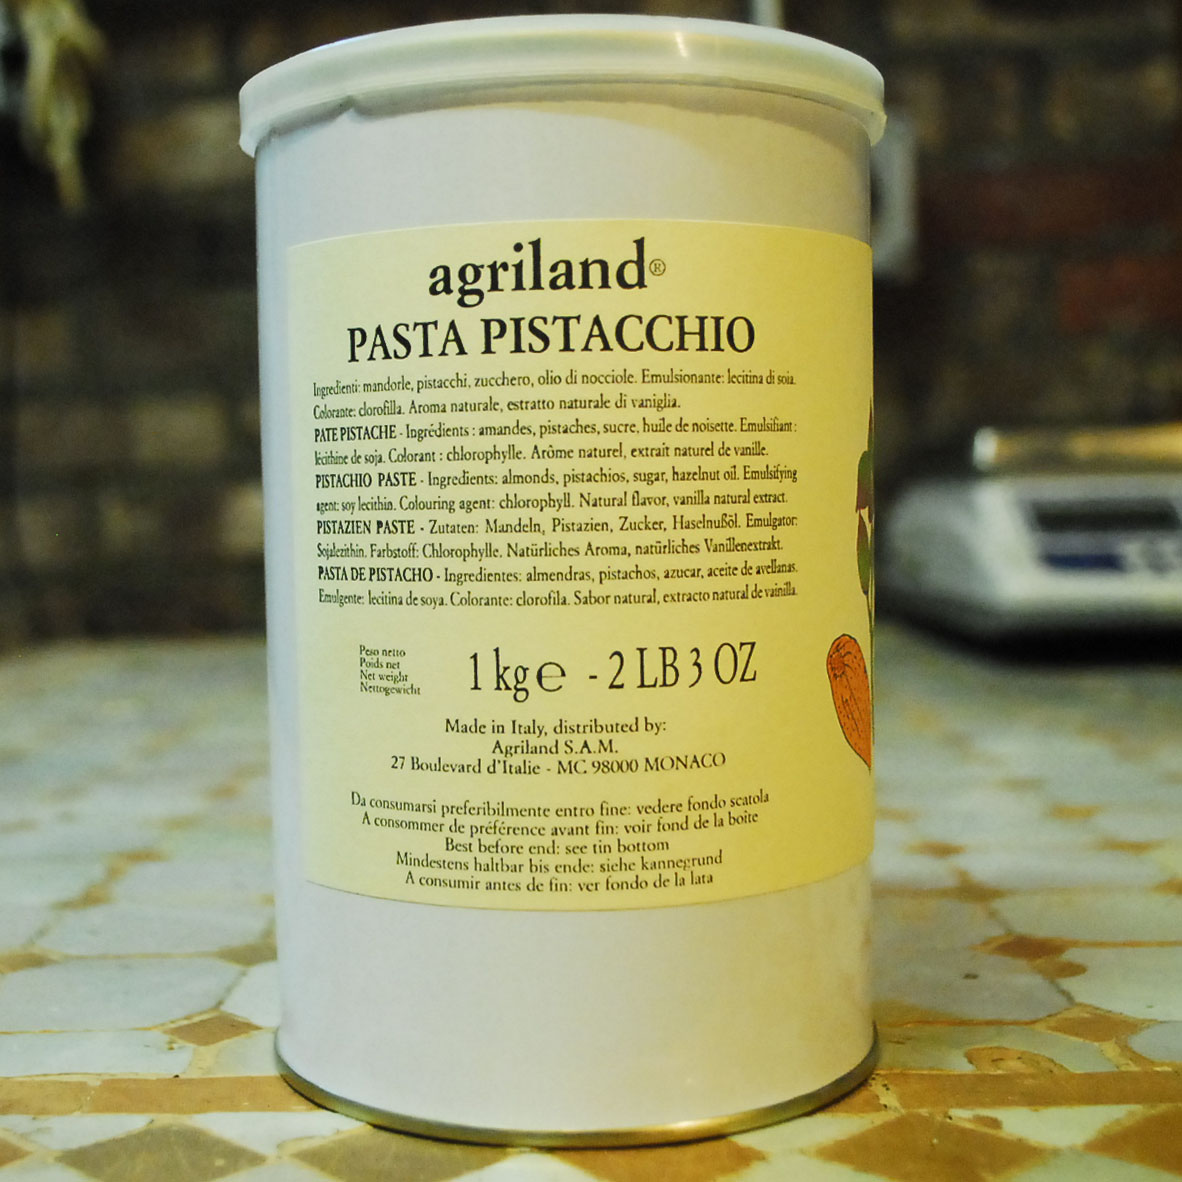 agriland®
PASTA PISTACCHIO
Ingredienti: mandorle, pistacchi, zucchero, olio di nocciole. Emulsionante: lecitina di soia.
Colorante: clorofilla. Aroma naturale, estratto naturale di vaniglia.
PATE PISTACHE - Ingrédients : amandes, pistaches, sucre, huile de noisette. Emulsifiant :
lécithine de soja. Colorant : chlorophylle. Arôme naturel, extrait naturel de vanille.
PISTACHIO PASTE - Ingredients: almonds, pistachios, sugar, hazelnut oil. Emulsifying
agent: soy lecithin. Colouring agent: chlorophyll. Natural flavor, vanilla natural extract.
PISTAZIEN PASTE - Zutaten: Mandeln, Pistazien, Zucker, Haselnußöl. Emulgator:
Sojalezithin. Farbstoff: Chlorophylle. Natürliches Aroma, natürliches Vanillenextrakt.
PASTA DE PISTACHO - Ingredientes: almendras, pistachos, azucar, aceite de avellanas.
Emulgente: lecitina de soya. Colorante: clorofila. Sabor natural, extracto natural de vainilla.
Peso netto
Poids net
Net weight
Nettogewicht
1 kg e - 2 LB 3 OZ
Made in Italy, distributed by:
Agriland S.A.M.
27 Boulevard d'Italie - MC 98000 MONACO
Da consumarsi preferibilmente entro fine: vedere fondo scatola
A consommer de préférence avant fin: voir fond de la boite
Best before end: see tin bottom
Mindestens haltbar bis ende: siehe kannegrund
A consumir antes de fin: ver fondo de la lata